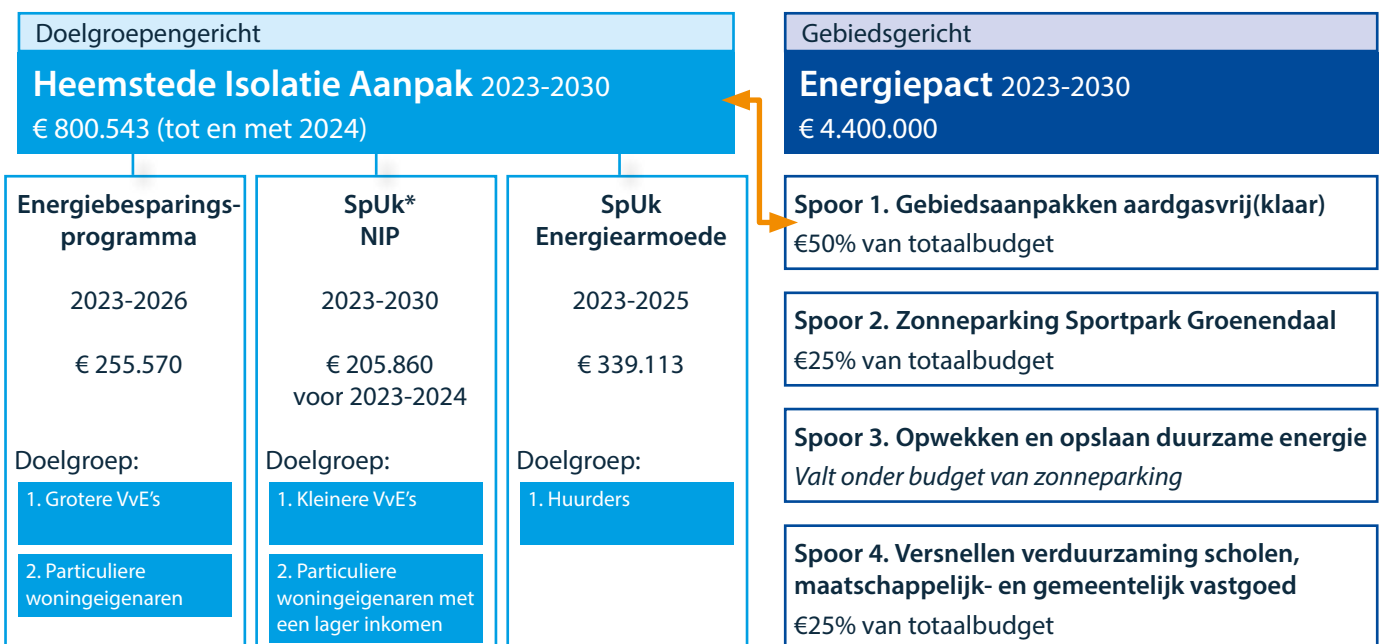 Doelgroepengericht
Heemstede Isolatie Aanpak 2023-2030
€ 800.543 (tot en met 2024)
Energiebesparings-
programma
2023-2026
€ 255.570
Doelgroep:
1. Grotere VvE's
2. Particuliere
woningeigenaren
SpUk*
NIP
2023-2030
€ 205.860
voor 2023-2024
Doelgroep:
1. Kleinere VvE's
2. Particuliere
woningeigenaren met
een lager inkomen
SpUk
Energiearmoede
2023-2025
€ 339.113
Doelgroep:
1. Huurders
Gebiedsgericht
Energiepact 2023-2030
€ 4.400.000
Spoor 1. Gebiedsaanpakken aardgasvrij(klaar)
€50% van totaalbudget
Spoor 2. Zonneparking Sportpark Groenendaal
€25% van totaalbudget
Spoor 3. Opwekken en opslaan duurzame energie
Valt onder budget van zonneparking
Spoor 4. Versnellen verduurzaming scholen,
maatschappelijk- en gemeentelijk vastgoed
€25% van totaalbudget